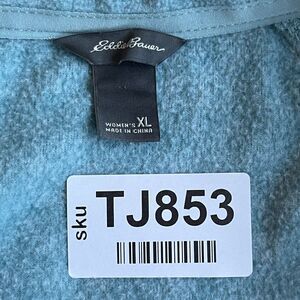 Eddie Bauer
WOMEN'S XL
MADE IN CHINA
sku TJ853